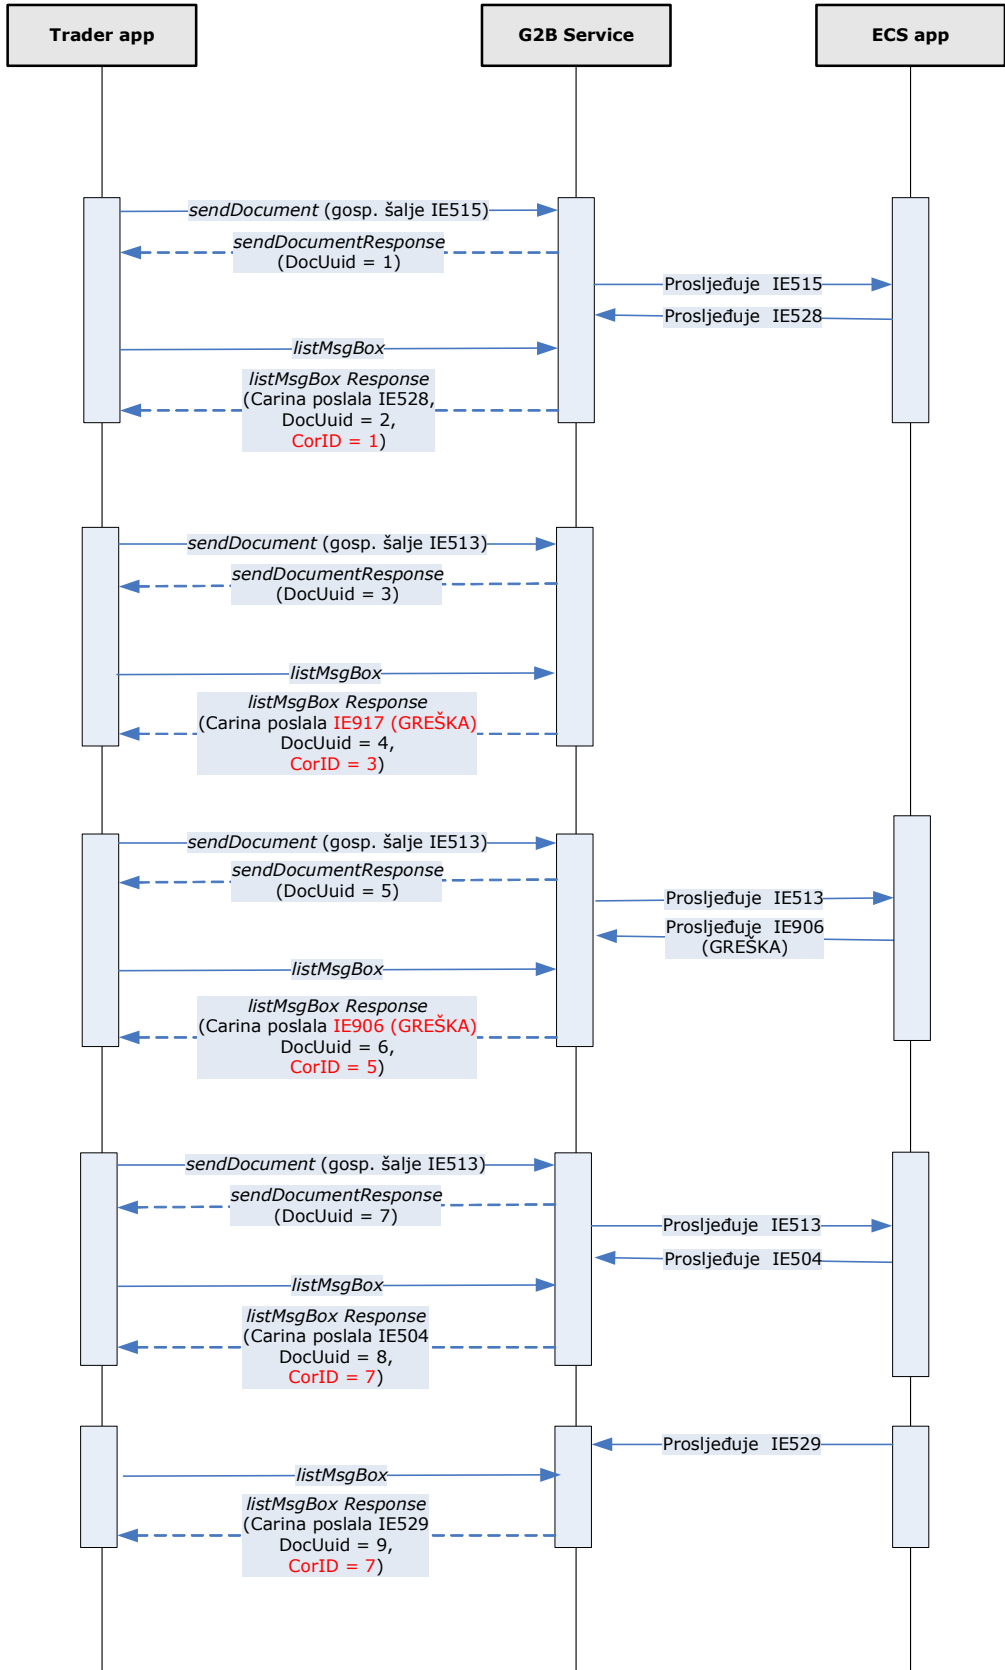 Trader app
G2B Service
ECS app
sendDocument (gosp. šalje IE515)
sendDocumentResponse
(DocUuid = 1)
Prosljeđuje  IE515
Prosljeđuje  IE528
listMsgBox
listMsgBox Response
(Carina poslala IE528,
DocUuid = 2,
CorID = 1)
sendDocument (gosp. šalje IE513)
sendDocumentResponse
(DocUuid = 3)
listMsgBox
listMsgBox Response
(Carina poslala IE917 (GREŠKA)
DocUuid = 4,
CorID = 3)
sendDocument (gosp. šalje IE513)
sendDocumentResponse
(DocUuid = 5)
Prosljeđuje  IE513
Prosljeđuje  IE906
(GREŠKA)
listMsgBox
listMsgBox Response
(Carina poslala IE906 (GREŠKA)
DocUuid = 6,
CorID = 5)
sendDocument (gosp. šalje IE513)
sendDocumentResponse
(DocUuid = 7)
Prosljeđuje  IE513
Prosljeđuje  IE504
listMsgBox
listMsgBox Response
(Carina poslala IE504
DocUuid = 8,
CorID = 7)
Prosljeđuje  IE529
listMsgBox
listMsgBox Response
(Carina poslala IE529
DocUuid = 9,
CorID = 7)